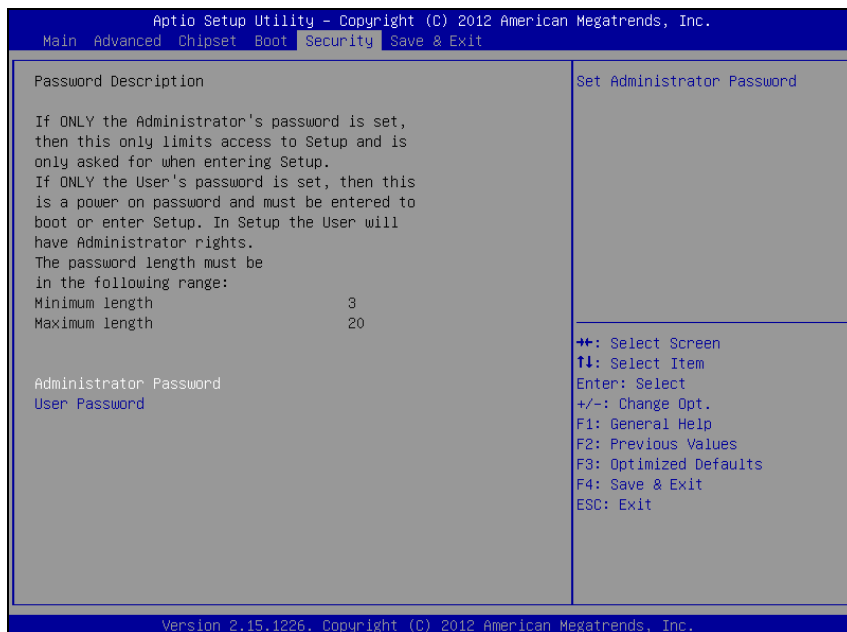 Aptio Setup Utility – Copyright (C) 2012 American Megatrends, Inc.
Main Advanced Chipset Boot Security Save & Exit
Password Description
If ONLY the Administrator's password is set,
then this only limits access to Setup and is
only asked for when entering Setup.
If ONLY the User's password is set, then this
is a power on password and must be entered to
boot or enter Setup. In Setup the User will
have Administrator rights.
The password length must be
in the following range:
Minimum length 3
Maximum length 20
Administrator Password
User Password
Set Administrator Password
→←: Select Screen
↑↓: Select Item
Enter: Select
+/-: Change Opt.
F1: General Help
F2: Previous Values
F3: Optimized Defaults
F4: Save & Exit
ESC: Exit
Version 2.15.1226. Copyright (C) 2012 American Megatrends, Inc.